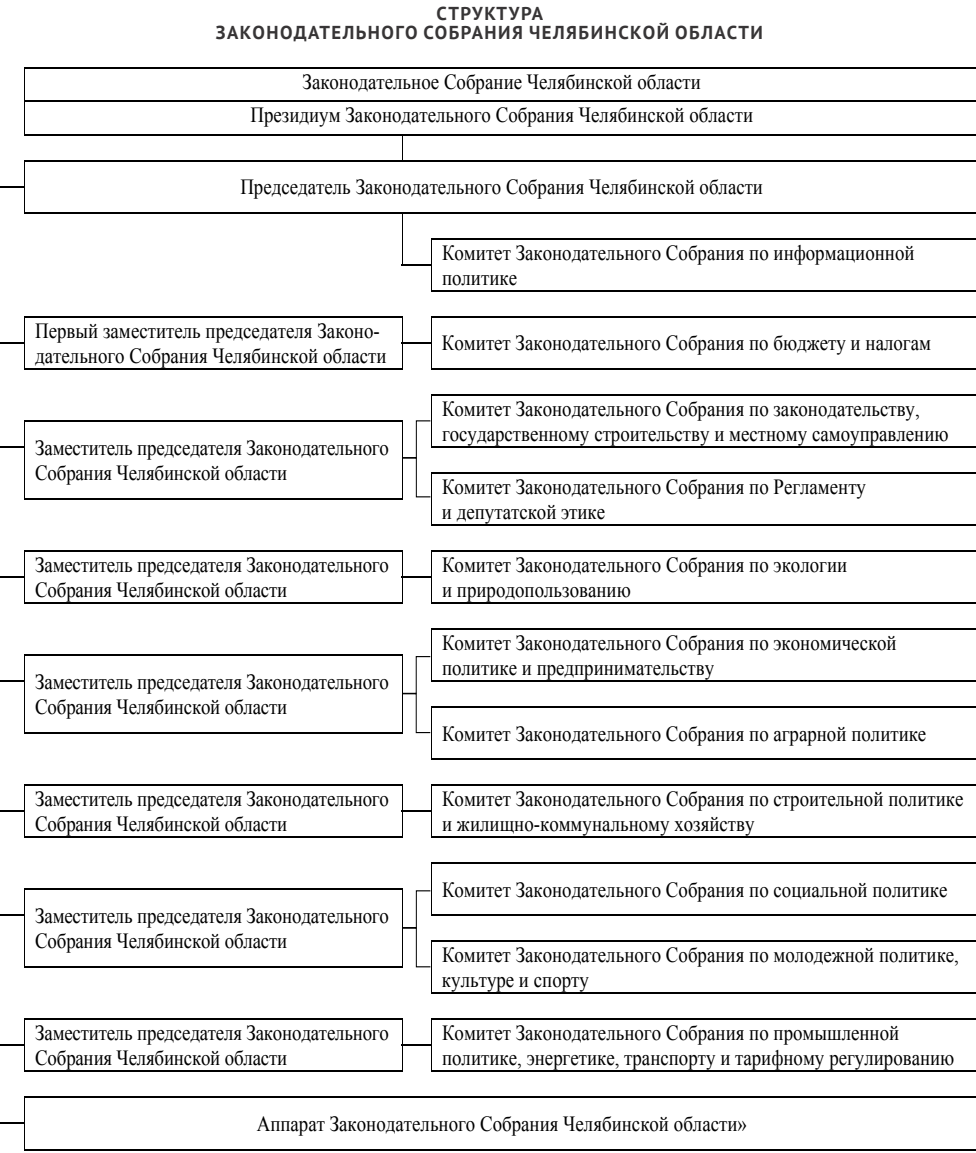 СТРУКТУРА
ЗАКОНОДАТЕЛЬНОГО СОБРАНИЯ ЧЕЛЯБИНСКОЙ ОБЛАСТИ
Законодательное Собрание Челябинской области
Президиум Законодательного Собрания Челябинской области
Председатель Законодательного Собрания Челябинской области
Комитет Законодательного Собрания по информационной
политике
Первый заместитель председателя Законо-
дательного Собрания Челябинской области
Комитет Законодательного Собрания по бюджету и налогам
Заместитель председателя Законодательного
Собрания Челябинской области
Комитет Законодательного Собрания по законодательству,
государственному строительству и местному самоуправлению
Комитет Законодательного Собрания по Регламенту
и депутатской этике
Заместитель председателя Законодательного
Собрания Челябинской области
Комитет Законодательного Собрания по экологии
и природопользованию
Заместитель председателя Законодательного
Собрания Челябинской области
Комитет Законодательного Собрания по экономической
политике и предпринимательству
Комитет Законодательного Собрания по аграрной политике
Заместитель председателя Законодательного
Собрания Челябинской области
Комитет Законодательного Собрания по строительной политике
и жилищно-коммунальному хозяйству
Заместитель председателя Законодательного
Собрания Челябинской области
Комитет Законодательного Собрания по социальной политике
Комитет Законодательного Собрания по молодежной политике,
культуре и спорту
Заместитель председателя Законодательного
Собрания Челябинской области
Комитет Законодательного Собрания по промышленной
политике, энергетике, транспорту и тарифному регулированию
Аппарат Законодательного Собрания Челябинской области»